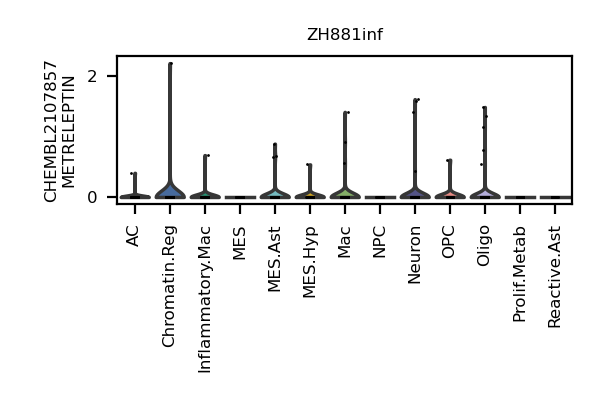 ZH881inf
CHEMBL2107857
METRELEPTIN
2
0
AC
Chromatin.Reg
Inflammatory.Mac
MES
MES.Ast
MES.Hyp
Mac
NPC
Neuron
OPC
Oligo
Prolif.Metab
Reactive.Ast